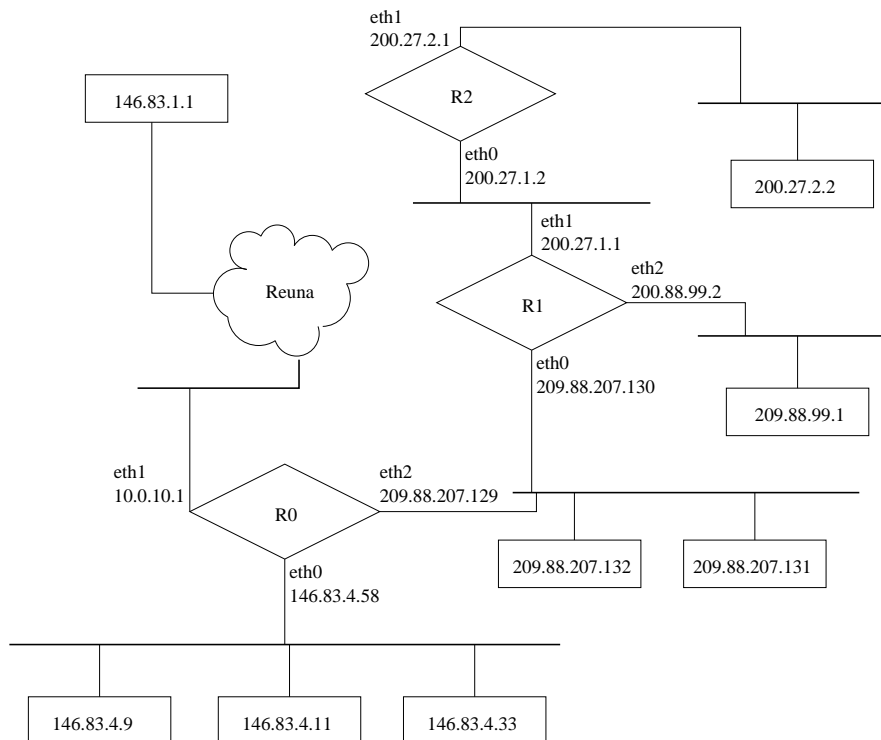 eth1
200.27.2.1
R2
146.83.1.1
eth0
200.27.1.2
200.27.2.2
eth1
200.27.1.1
eth2
200.88.99.2
Reuna
R1
eth0
209.88.207.130
209.88.99.1
eth1
10.0.10.1
eth2
209.88.207.129
R0
209.88.207.132
209.88.207.131
eth0
146.83.4.58
146.83.4.9
146.83.4.11
146.83.4.33